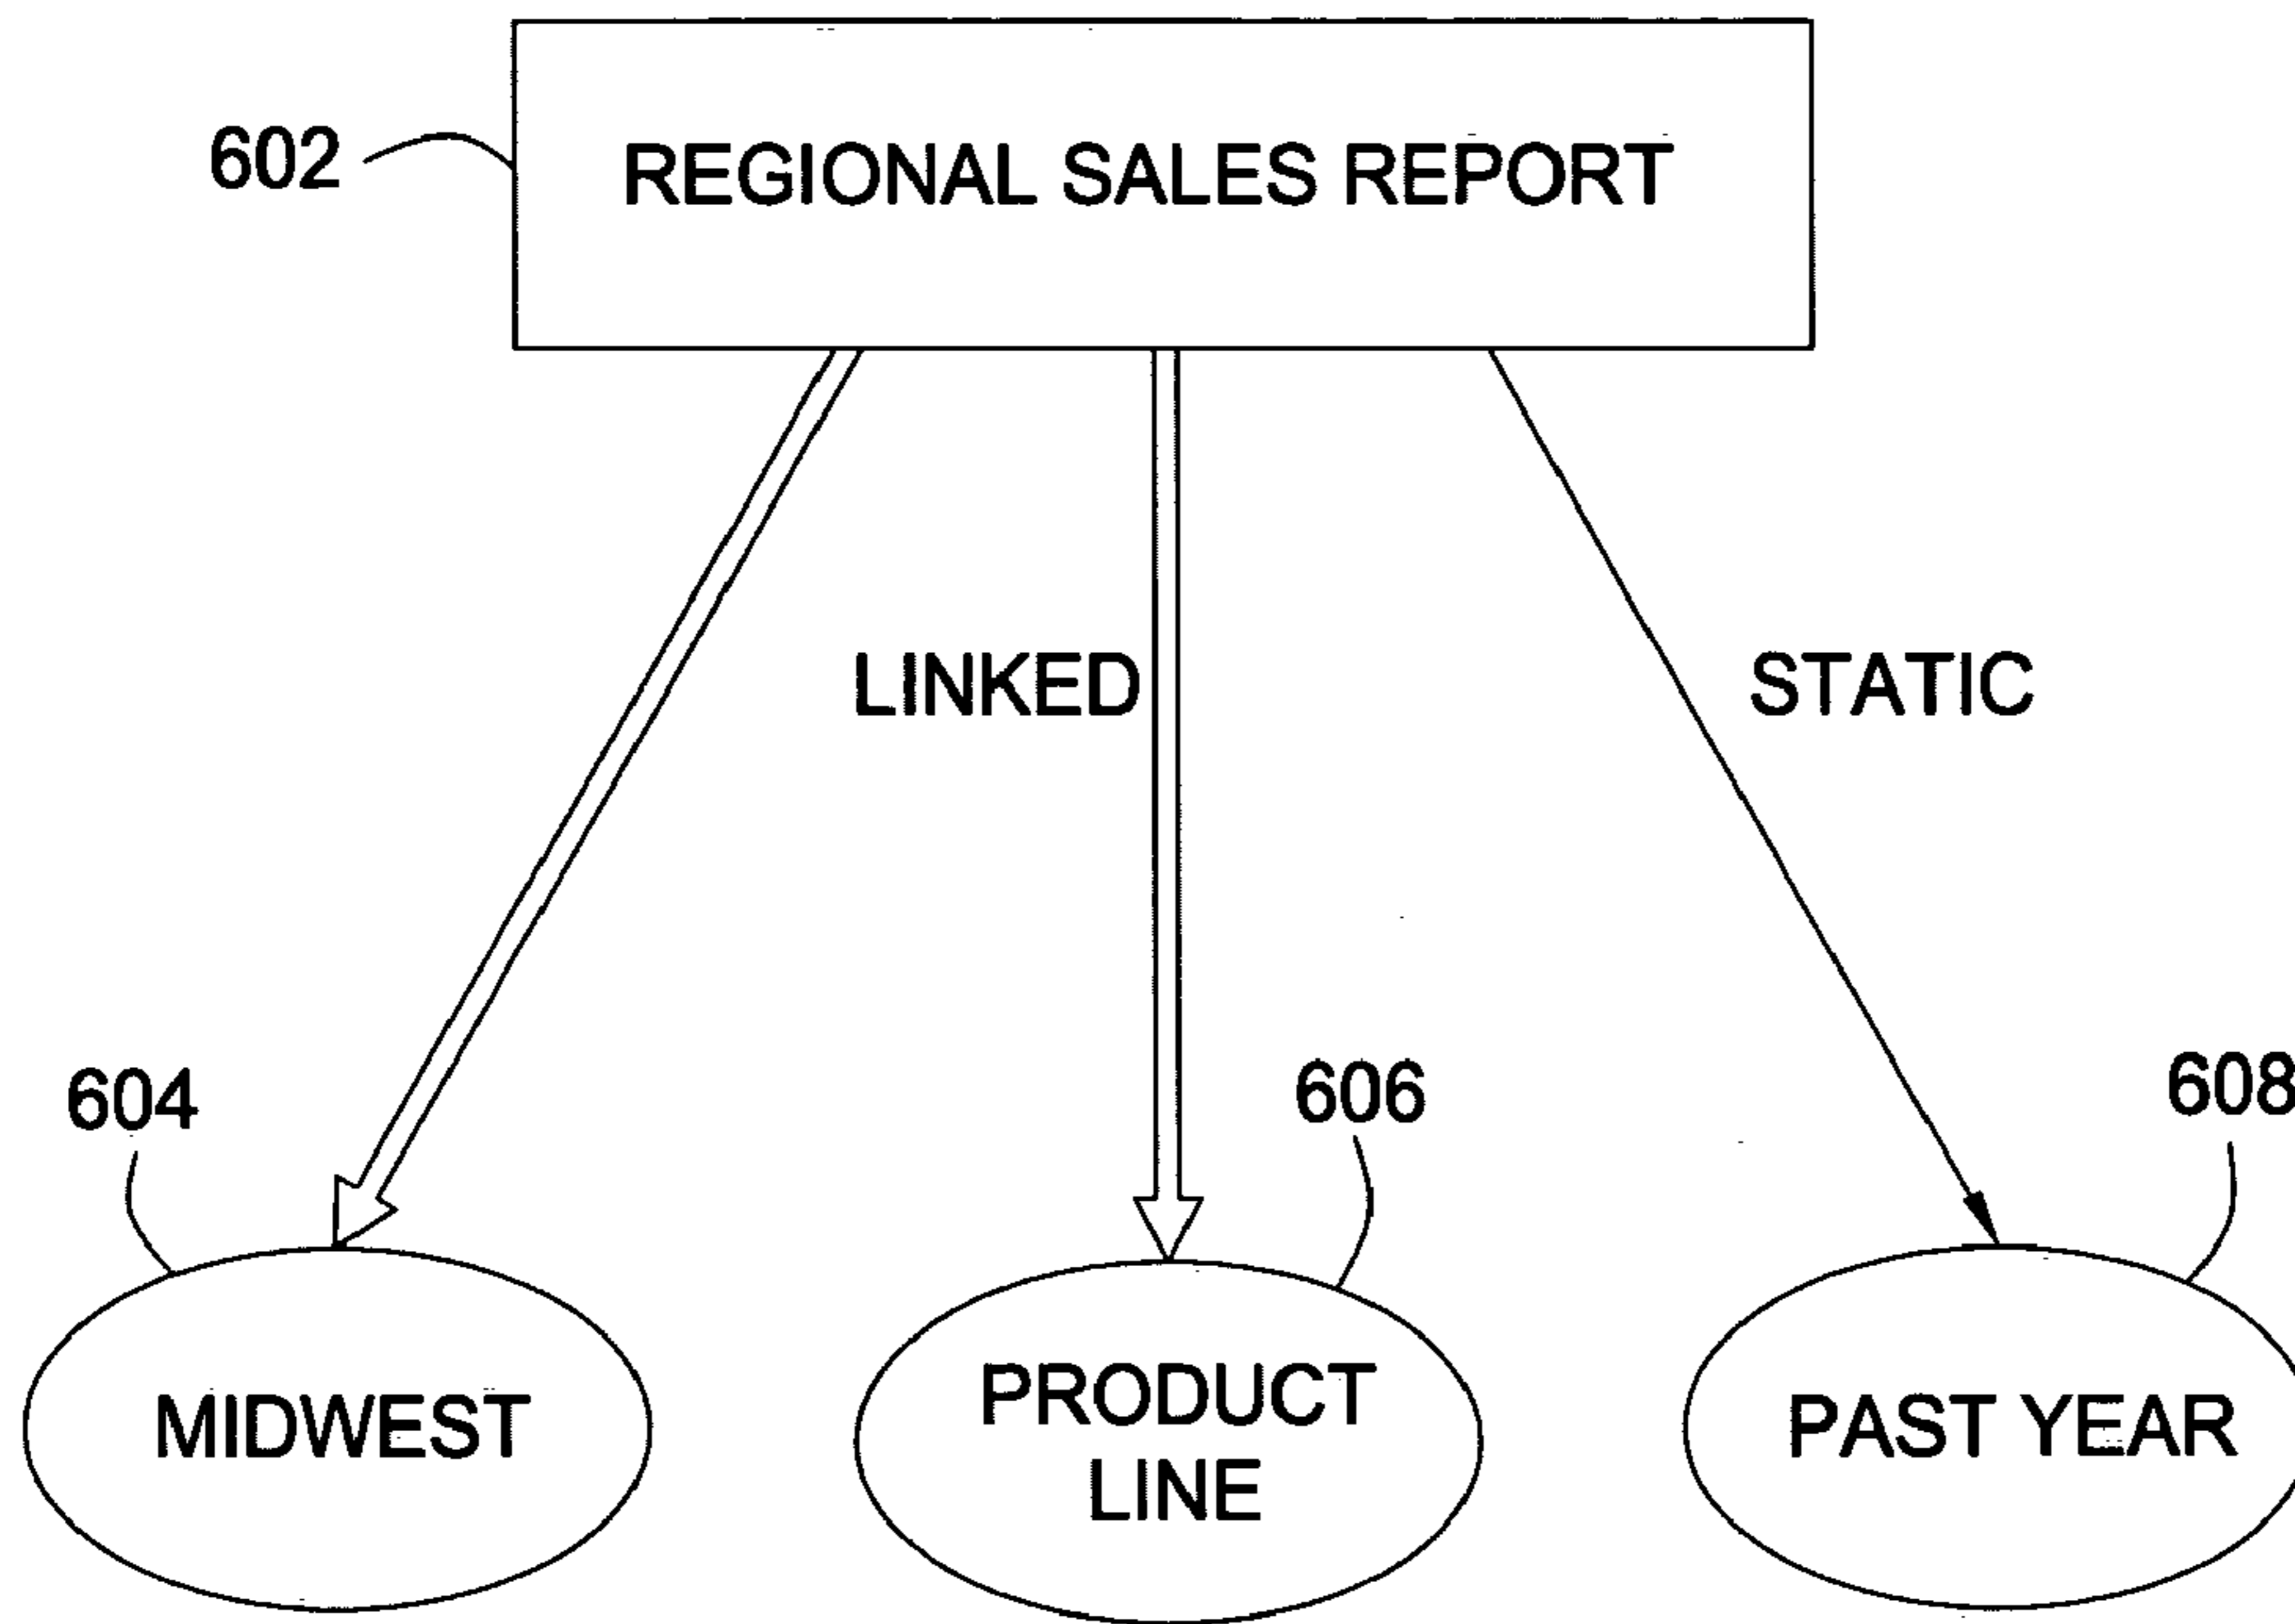 602
REGIONAL SALES REPORT
LINKED
STATIC
604
606
608
MIDWEST
PRODUCT
LINE
PAST YEAR